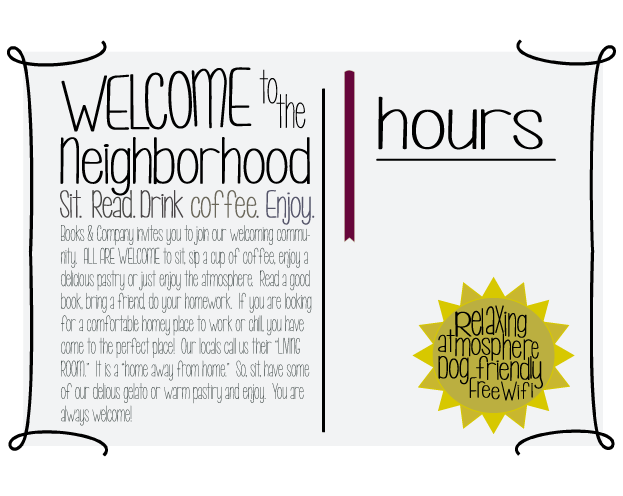 WELCOME to the
Neighborhood
Sit. Read. Drink coffee. Enjoy.
Books & Company invites you to join our welcoming commu-
nity. ALL ARE WELCOME to sit, sip a cup of coffee, enjoy a
delicious pastry or just enjoy the atmosphere. Read a good
book, bring a friend, do your homework. If you are looking
for a comfortable homey place to work or chill, you have
come to the perfect place! Our locals call us their "LIVING
ROOM." It is a "home away from home." So, sit, have some
of our delious gelato or warm pastry and enjoy. You are
always welcome!
hours
Relaxing
atmosphere
Dog friendly
Free Wifi